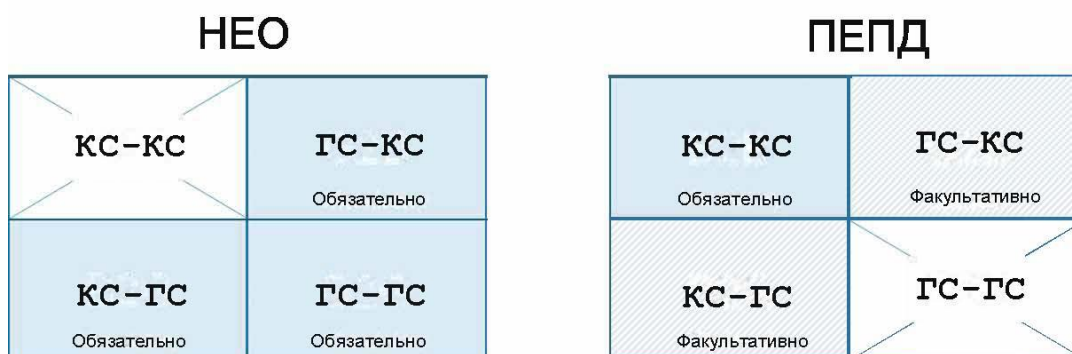 НЕО
КС-КС
ГС-КС
Обязательно
КС-ГС
Обязательно
ГС-ГС
Обязательно
ПЕПД
КС-КС
Обязательно
ГС-КС
Факультативно
КС-ГС
Факультативно
ГС-ГС